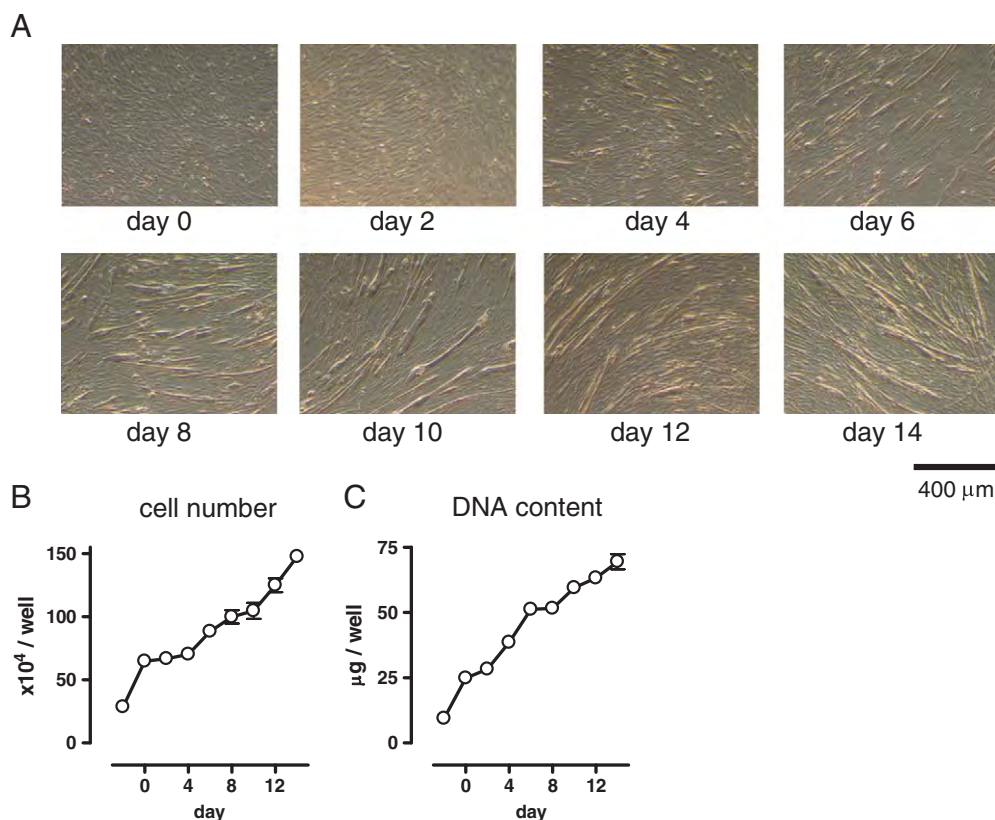 A
day 0
day 2
day 4
day 6
day 8
day 10
day 12
day 14
400 μm
B
cell number
x10⁴ / well
150
100
50
0
0
4
8
12
day
C
DNA content
μg / well
75
50
25
0
0
4
8
12
day